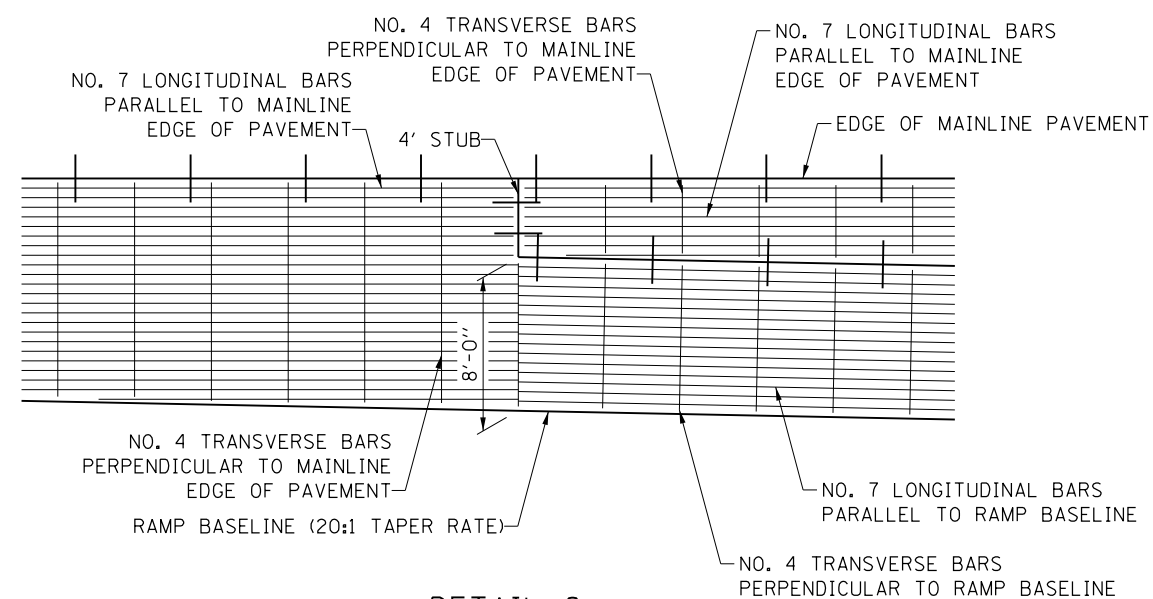 NO. 4 TRANSVERSE BARS
PERPENDICULAR TO MAINLINE
EDGE OF PAVEMENT
NO. 7 LONGITUDINAL BARS
PARALLEL TO MAINLINE
EDGE OF PAVEMENT
NO. 7 LONGITUDINAL BARS
PARALLEL TO MAINLINE
EDGE OF PAVEMENT
4' STUB
EDGE OF MAINLINE PAVEMENT
8'-0"
NO. 4 TRANSVERSE BARS
PERPENDICULAR TO MAINLINE
EDGE OF PAVEMENT
RAMP BASELINE (20:1 TAPER RATE)
NO. 7 LONGITUDINAL BARS
PARALLEL TO RAMP BASELINE
NO. 4 TRANSVERSE BARS
PERPENDICULAR TO RAMP BASELINE
DETAIL